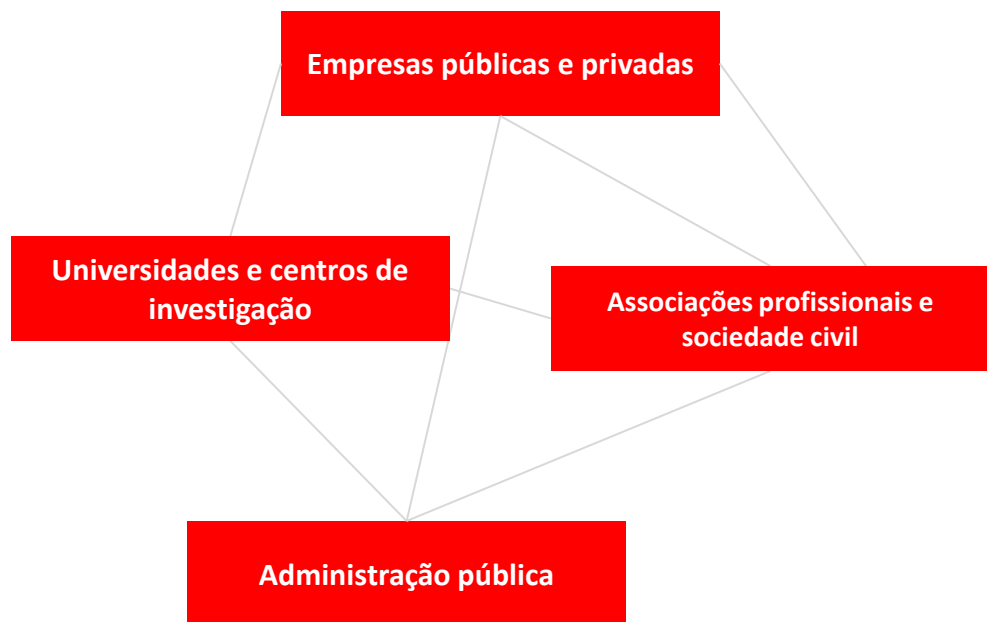 Empresas públicas e privadas
Universidades e centros de
investigação
Associações profissionais e
sociedade civil
Administração pública